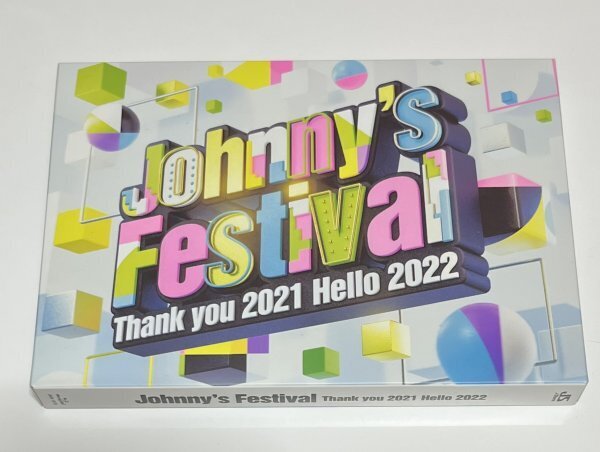 Johnny's
Festival
Thank you 2021 Hello 2022
Johnny's Festival Thank you 2021 Hello 2022